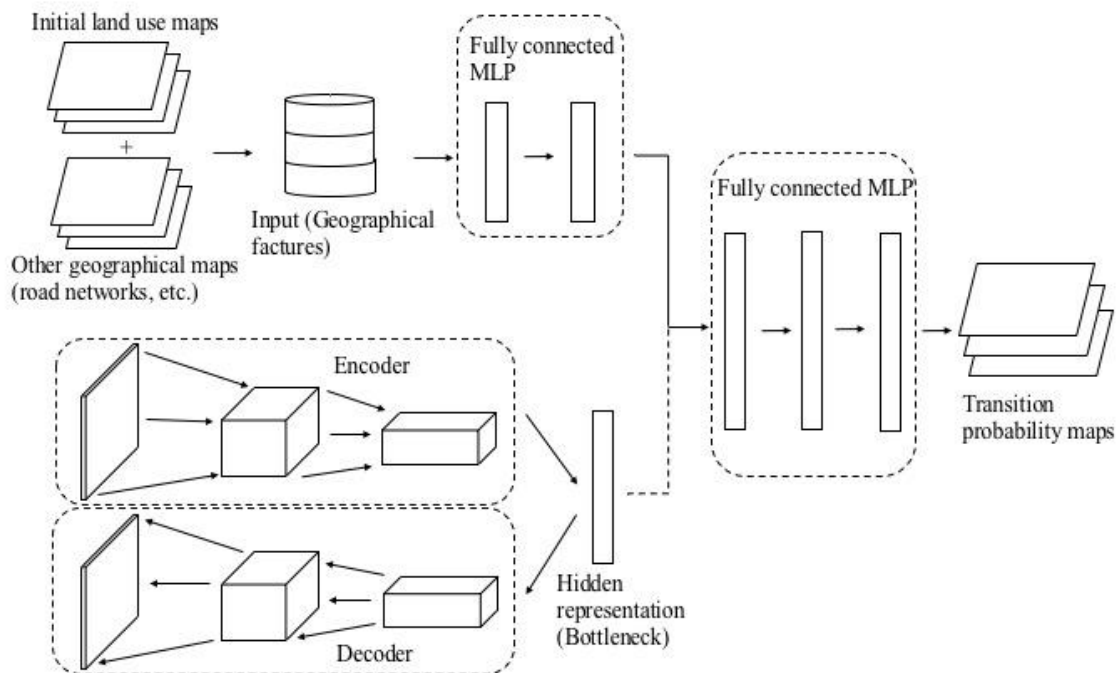 Initial land use maps
+
Other geographical maps
(road networks, etc.)
Input (Geographical
factures)
Fully connected
MLP
Fully connected MLP
Transition
probability maps
Encoder
Hidden
representation
(Bottleneck)
Decoder